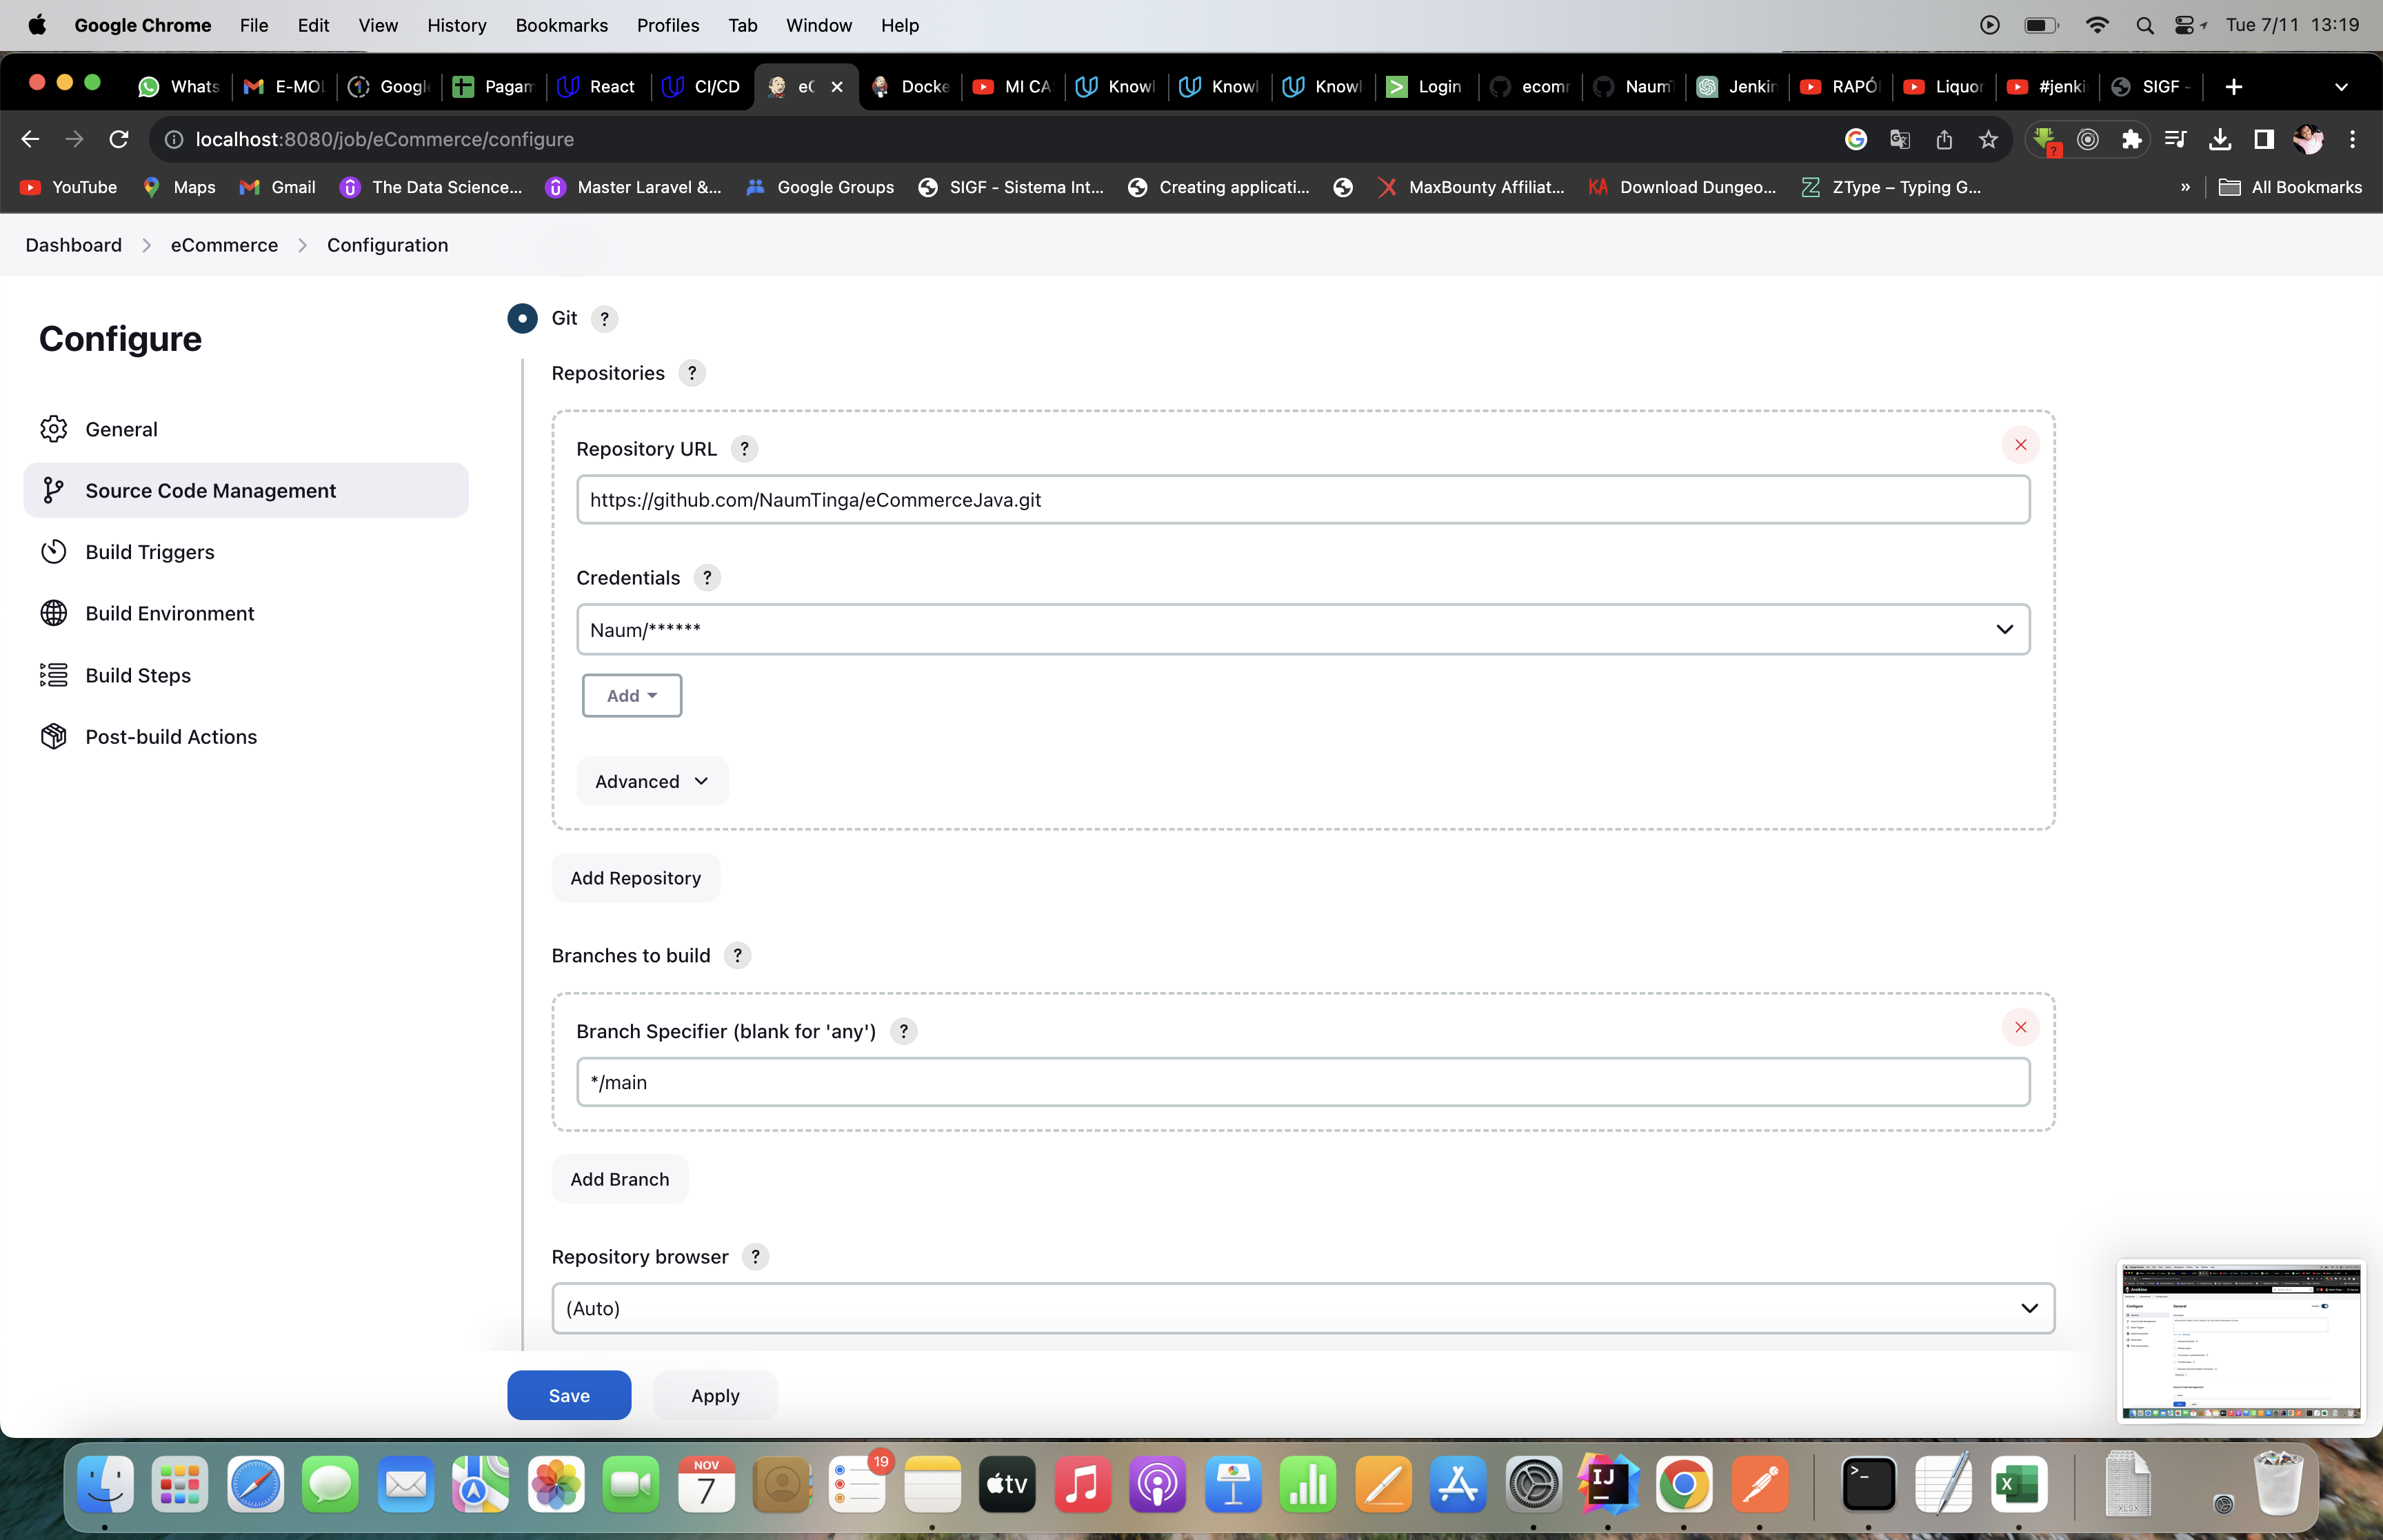 Google Chrome File Edit View History Bookmarks Profiles Tab Window Help Tue 7/11 13:19
Whats E-MOL Googl Pagam React CI/CD eC Docke MI CA Knowl Knowl Knowl Login ecomm NaumT Jenkin RAPÓ Liquor #jenki SIGF -
localhost:8080/job/eCommerce/configure
YouTube Maps Gmail The Data Science... Master Laravel &... Google Groups SIGF - Sistema Int... Creating applicati... MaxBounty Affiliat... Download Dungeo... ZType – Typing G... » All Bookmarks
Dashboard > eCommerce > Configuration
Configure
General
Source Code Management
Build Triggers
Build Environment
Build Steps
Post-build Actions
Git ?
Repositories ?
Repository URL ?
https://github.com/NaumTinga/eCommerceJava.git
Credentials ?
Naum/******
Add
Advanced
Add Repository
Branches to build ?
Branch Specifier (blank for 'any') ?
*/main
Add Branch
Repository browser ?
(Auto)
Save Apply
NOV
7
19
tv
IJ
>_
X
XLSX